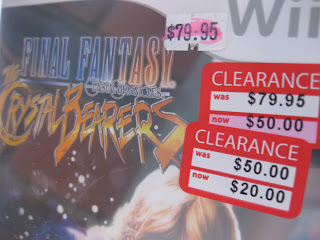 $79.95
Wii
FINAL FANTASY
CRYSTAL CHRONICLES
THE
CRYSTAL BEARERS
CLEARANCE
was $79.95
now $50.00
CLEARANCE
was $50.00
now $20.00